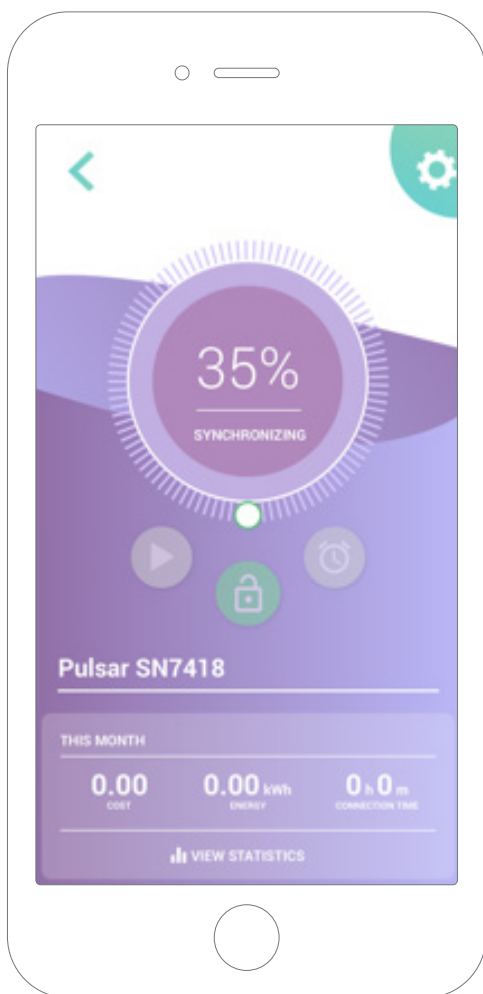 35%
SYNCHRONIZING
Pulsar SN7418
THIS MONTH
0.00 0.00 kWh 0 h 0 m
COST ENERGY CONNECTION TIME
VIEW STATISTICS